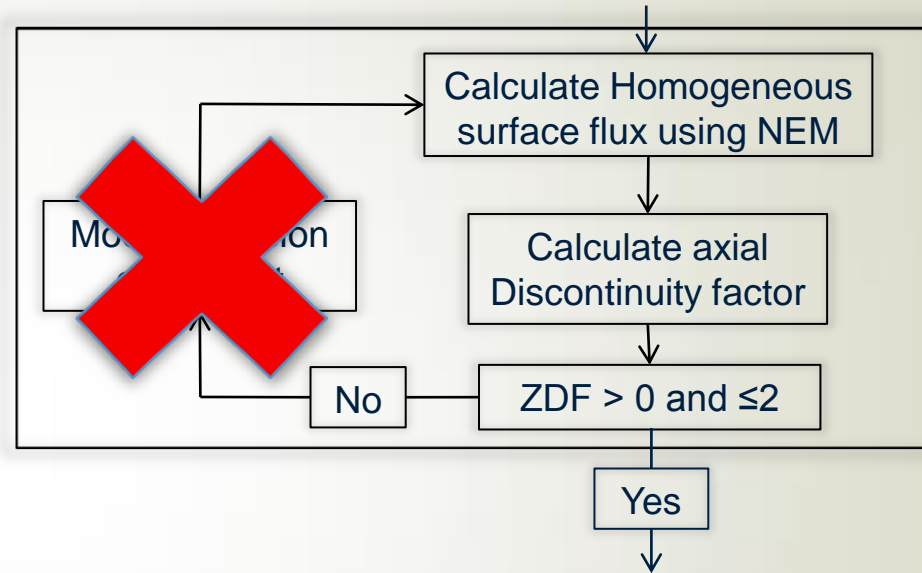 Calculate Homogeneous
surface flux using NEM
Calculate axial
Discontinuity factor
ZDF > 0 and ≤2
No
Yes